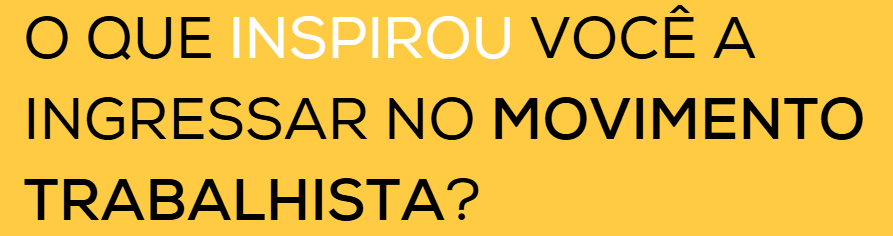 O QUE INSPIROU VOCÊ A
INGRESSAR NO MOVIMENTO
TRABALHISTA?